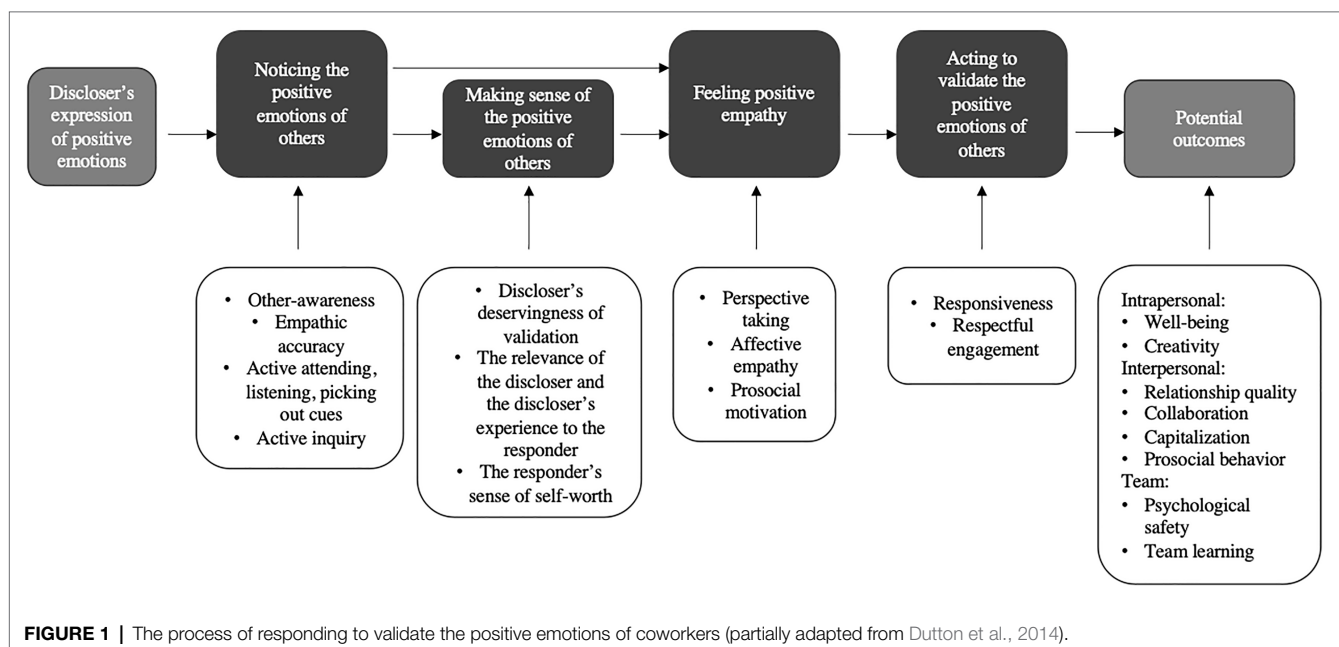 Discloser's
expression
of positive
emotions
Noticing the
positive
emotions of
others
Making sense of
the positive
emotions of
others
Feeling positive
empathy
Acting to
validate the
positive
emotions of
others
Potential
outcomes
• Other-awareness
• Empathic
accuracy
• Active attending,
listening, picking
out cues
• Active inquiry
• Discloser's
deservingness of
validation
• The relevance of
the discloser and
the discloser's
experience to the
responder
• The responder's
sense of self-worth
• Perspective
taking
• Affective
empathy
• Prosocial
motivation
• Responsiveness
• Respectful
engagement
Intrapersonal:
• Well-being
• Creativity
Interpersonal:
• Relationship quality
• Collaboration
• Capitalization
• Prosocial behavior
Team:
• Psychological
safety
• Team learning
FIGURE 1 | The process of responding to validate the positive emotions of coworkers (partially adapted from Dutton et al., 2014).